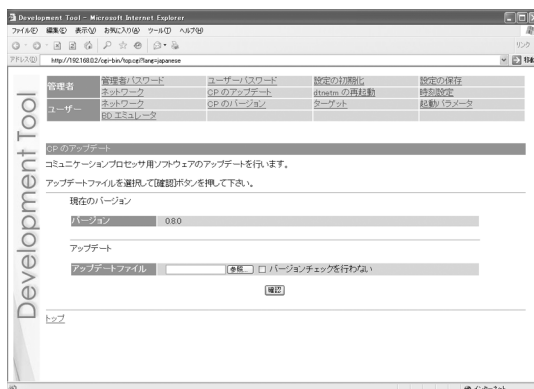 Development Tool - Microsoft Internet Explorer
ファイル(F) 編集(E) 表示(V) お気に入り(A) ツール(T) ヘルプ(H)
アドレス(D) http://192.168.0.2/cgi-bin/top.cgi?lang=japanese 移動 リンク
Development Tool
管理者 管理者パスワード ユーザーパスワード 設定の初期化 設定の保存
ネットワーク CP のアップデート dtnetm の再起動 時刻設定
ユーザー ネットワーク CP のバージョン ターゲット 起動パラメータ
BD エミュレータ
CP のアップデート
コミュニケーションプロセッサ用ソフトウェアのアップデートを行います。
アップデートファイルを選択して[確認]ボタンを押して下さい。
現在のバージョン
バージョン 0.8.0
アップデート
アップデートファイル 参照... バージョンチェックを行わない
確認
トップ
インターネット